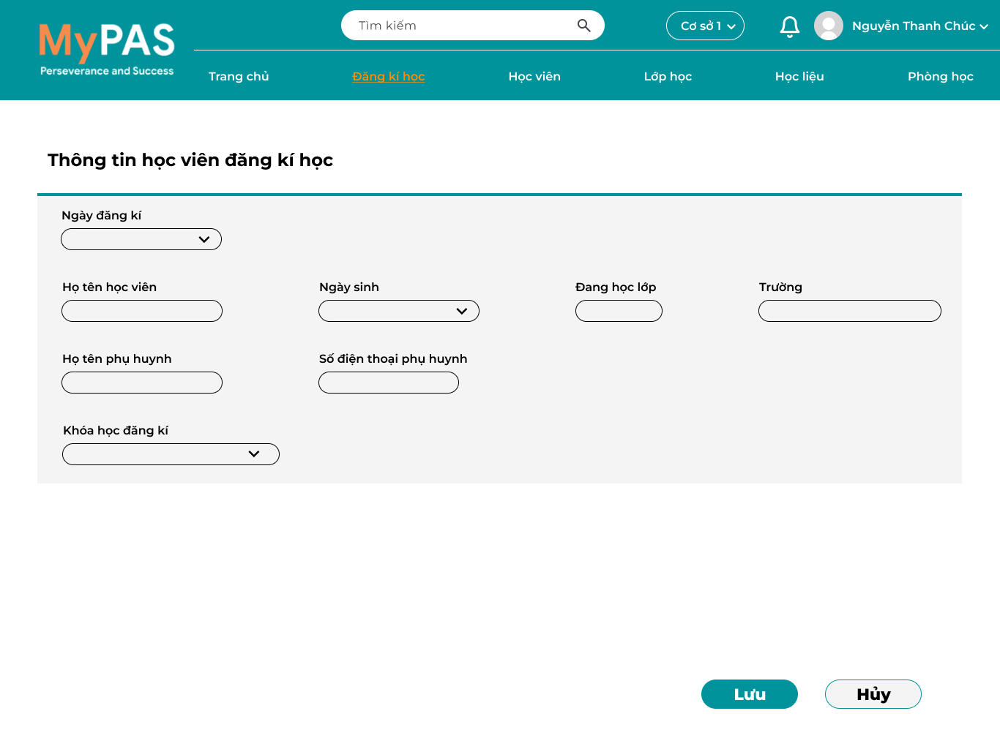 MyPAS
Perseverance and Success
Tìm kiếm
Cơ sở 1
Nguyễn Thanh Chúc
Trang chủ
Đăng kí học
Học viên
Lớp học
Học liệu
Phòng học
Thông tin học viên đăng kí học
Ngày đăng kí
Họ tên học viên
Ngày sinh
Đang học lớp
Trường
Họ tên phụ huynh
Số điện thoại phụ huynh
Khóa học đăng kí
Lưu
Hủy